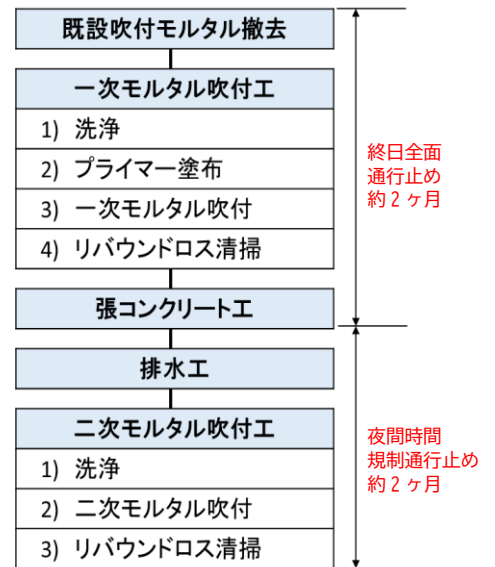 既設吹付モルタル撤去
一次モルタル吹付工
1) 洗浄
2) プライマー塗布
3) 一次モルタル吹付
4) リバウンドロス清掃
終日全面
通行止め
約2ヶ月
張コンクリート工
排水工
二次モルタル吹付工
1) 洗浄
2) 二次モルタル吹付
3) リバウンドロス清掃
夜間時間
規制通行止め
約2ヶ月